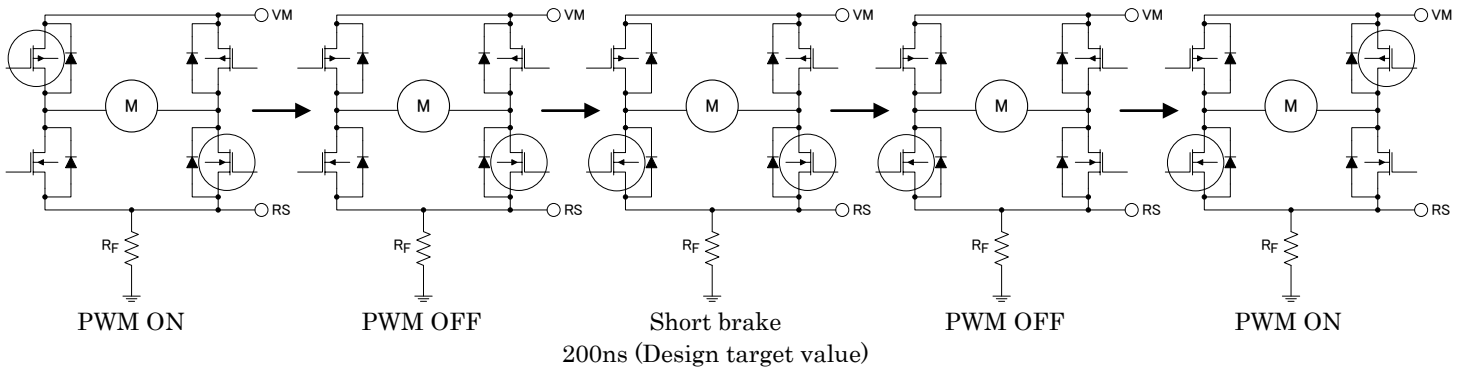 VM VM VM VM VM
M M M M M
RS RS RS RS RS
RF RF RF RF RF
PWM ON PWM OFF Short brake PWM OFF PWM ON
200ns (Design target value)